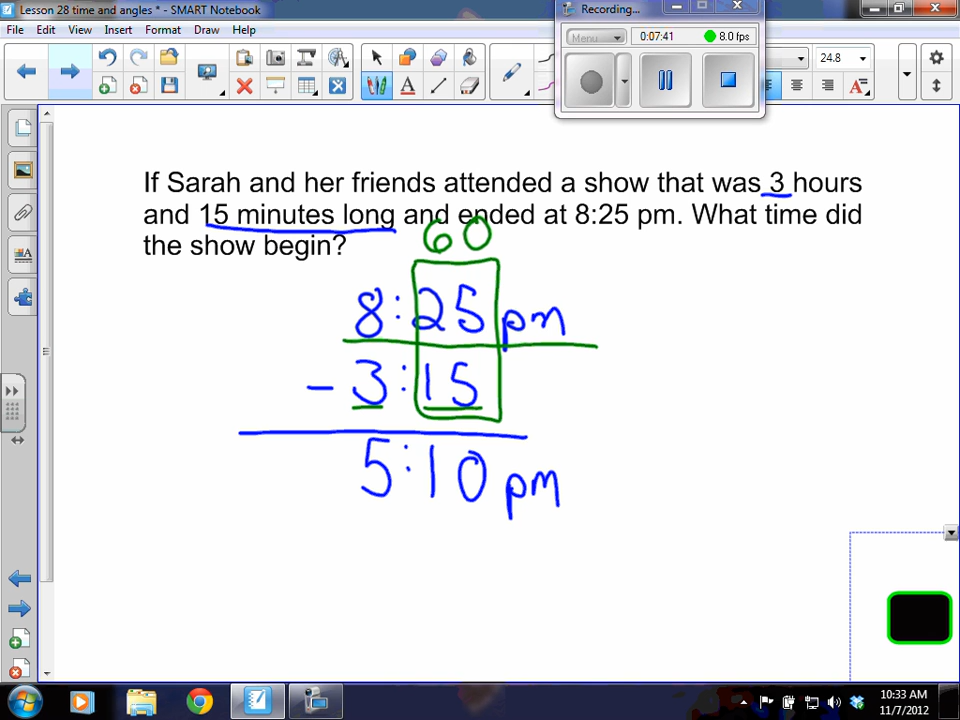 Lesson 28 time and angles * - SMART Notebook
Recording...
File Edit View Insert Format Draw Help
Menu
0:07:41
8.0 fps
24.8
If Sarah and her friends attended a show that was 3 hours
and 15 minutes long and ended at 8:25 pm. What time did
the show begin?
60
8:25 pm
- 3:15
5:10 pm
10:33 AM
11/7/2012